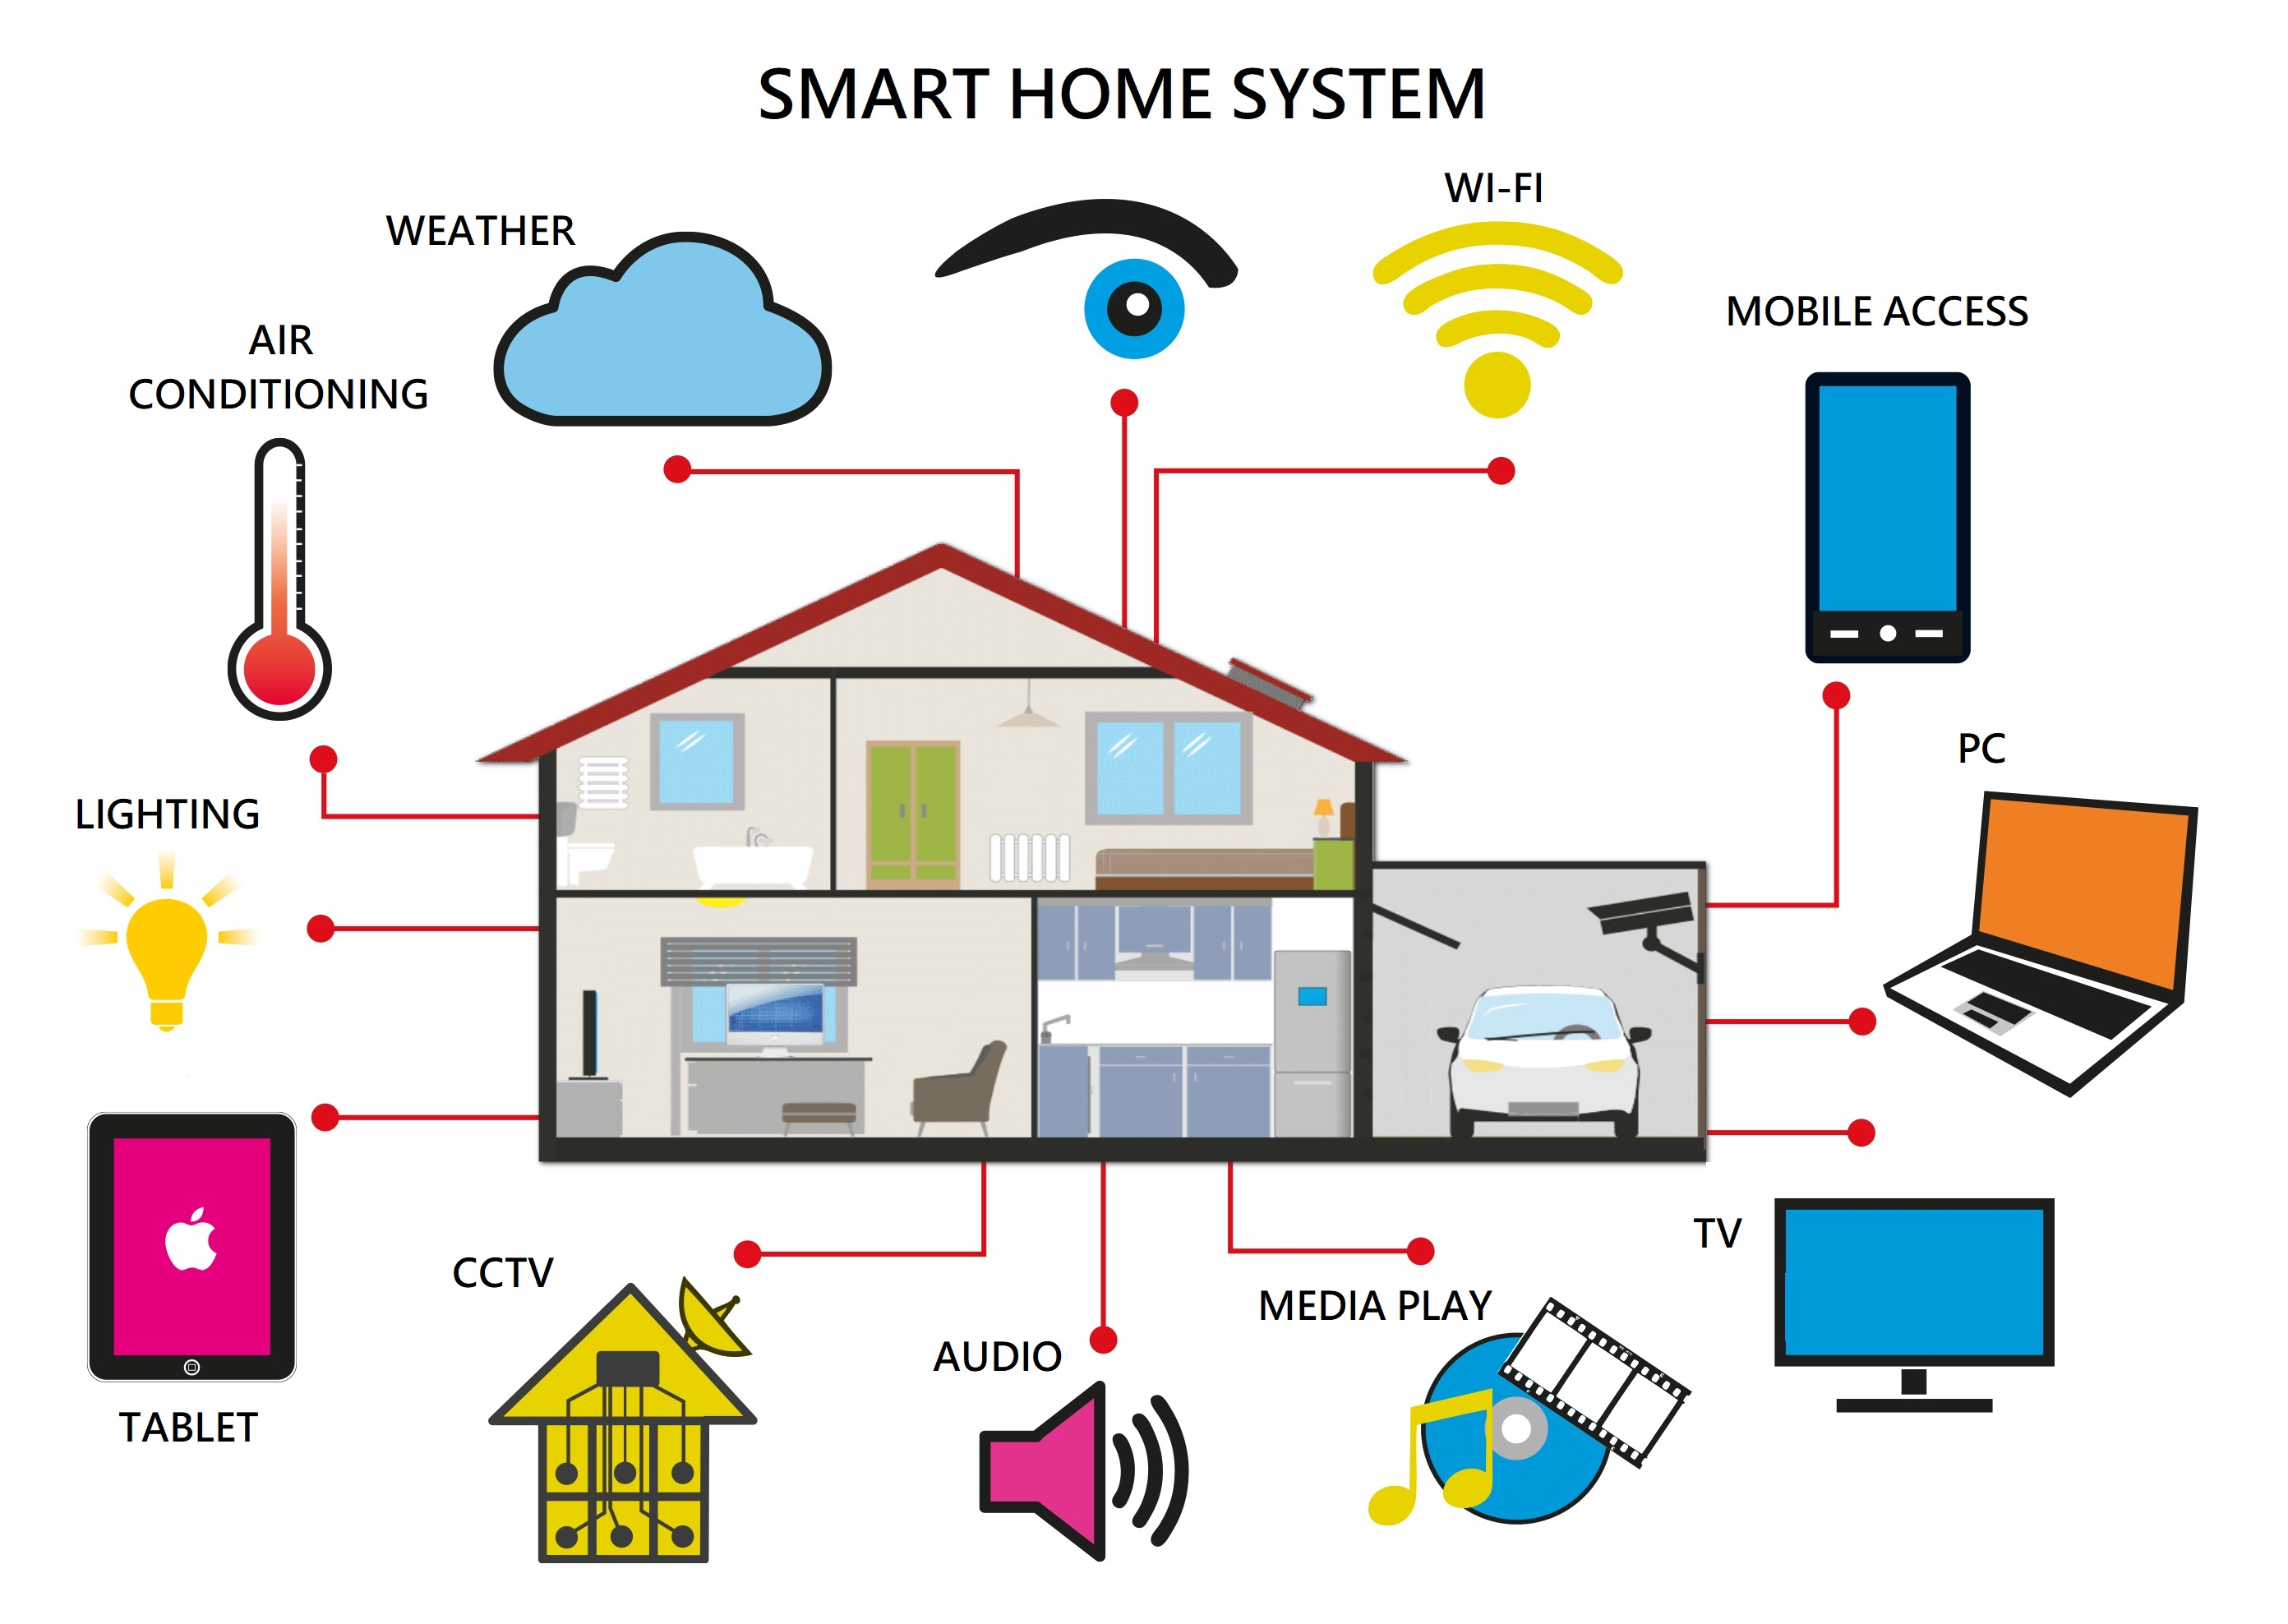 SMART HOME SYSTEM
WI-FI
WEATHER
MOBILE ACCESS
AIR
CONDITIONING
PC
LIGHTING
TV
CCTV
MEDIA PLAY
AUDIO
TABLET